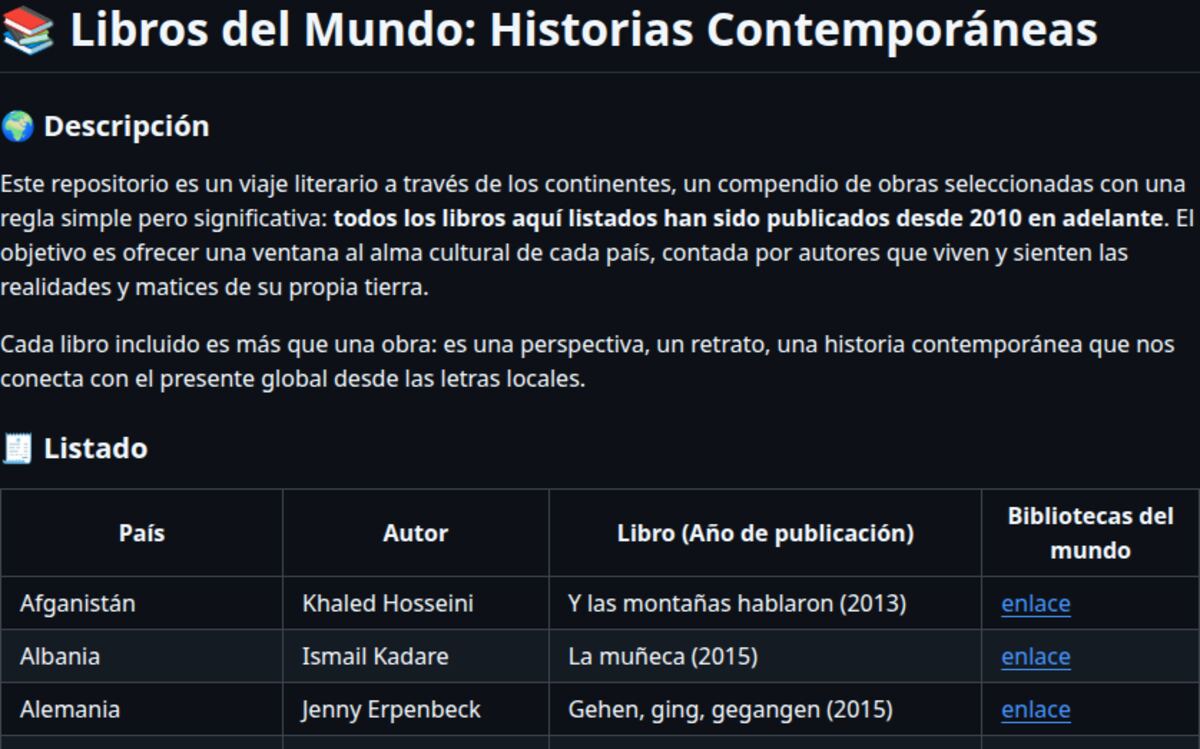 📚 Libros del Mundo: Historias Contemporáneas
🌍 Descripción
Este repositorio es un viaje literario a través de los continentes, un compendio de obras seleccionadas con una
regla simple pero significativa: todos los libros aquí listados han sido publicados desde 2010 en adelante. El
objetivo es ofrecer una ventana al alma cultural de cada país, contada por autores que viven y sienten las
realidades y matices de su propia tierra.
Cada libro incluido es más que una obra: es una perspectiva, un retrato, una historia contemporánea que nos
conecta con el presente global desde las letras locales.
🧾 Listado
País Autor Libro (Año de publicación) Bibliotecas del
mundo
Afganistán Khaled Hosseini Y las montañas hablaron (2013) enlace
Albania Ismail Kadare La muñeca (2015) enlace
Alemania Jenny Erpenbeck Gehen, ging, gegangen (2015) enlace